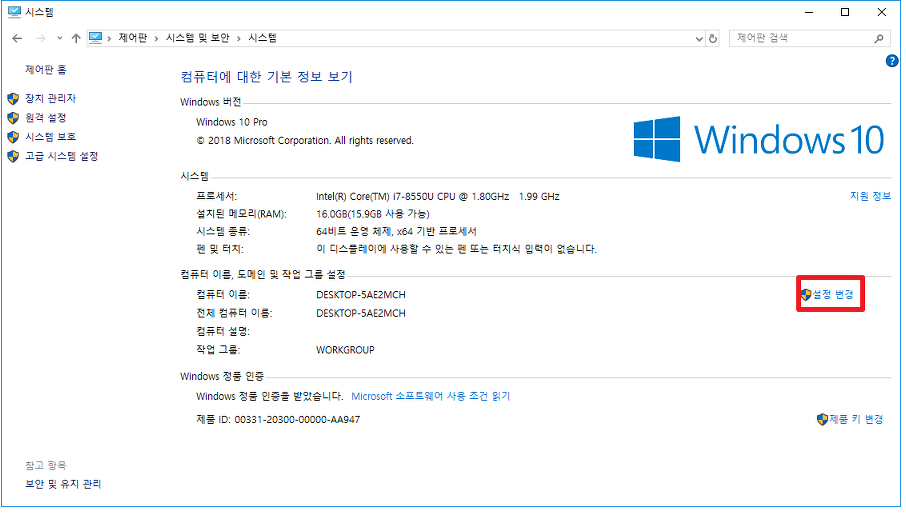 시스템
제어판 > 시스템 및 보안 > 시스템
제어판 검색
제어판 홈
장치 관리자
원격 설정
시스템 보호
고급 시스템 설정
컴퓨터에 대한 기본 정보 보기
Windows 버전
Windows 10 Pro
© 2018 Microsoft Corporation. All rights reserved.
Windows 10
시스템
프로세서: Intel(R) Core(TM) i7-8550U CPU @ 1.80GHz 1.99 GHz
지원 정보
설치된 메모리(RAM): 16.0GB(15.9GB 사용 가능)
시스템 종류: 64비트 운영 체제, x64 기반 프로세서
펜 및 터치: 이 디스플레이에 사용할 수 있는 펜 또는 터치식 입력이 없습니다.
컴퓨터 이름, 도메인 및 작업 그룹 설정
컴퓨터 이름: DESKTOP-5AE2MCH
설정 변경
전체 컴퓨터 이름: DESKTOP-5AE2MCH
컴퓨터 설명:
작업 그룹: WORKGROUP
Windows 정품 인증
Windows 정품 인증을 받았습니다. Microsoft 소프트웨어 사용 조건 읽기
제품 ID: 00331-20300-00000-AA947
제품 키 변경
참고 항목
보안 및 유지 관리